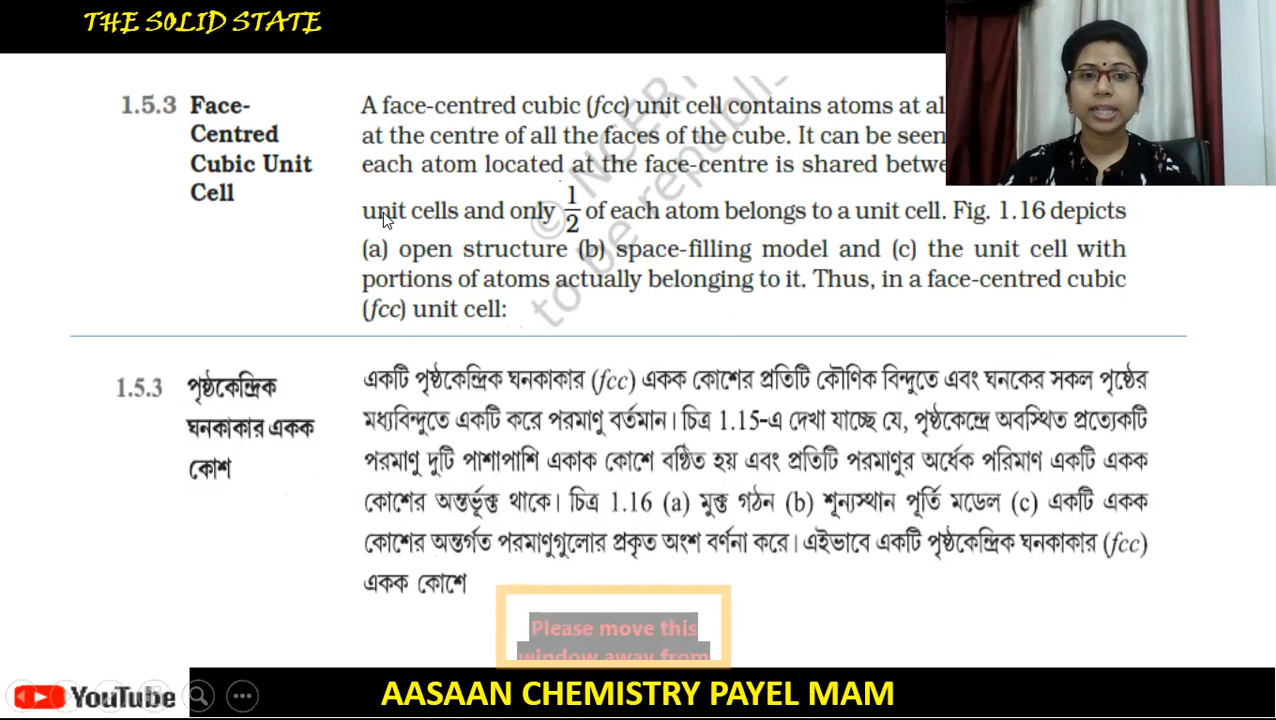 THE SOLID STATE
1.5.3 Face-
Centred
Cubic Unit
Cell
A face-centred cubic (fcc) unit cell contains atoms at al
at the centre of all the faces of the cube. It can be seen
each atom located at the face-centre is shared betwe
unit cells and only 1/2 of each atom belongs to a unit cell. Fig. 1.16 depicts
(a) open structure (b) space-filling model and (c) the unit cell with
portions of atoms actually belonging to it. Thus, in a face-centred cubic
(fcc) unit cell:
© NCERT
to be republis
1.5.3 পৃষ্ঠকেন্দ্রিক
ঘনকাকার একক
কোশ
একটি পৃষ্ঠকেন্দ্রিক ঘনকাকার (fcc) একক কোশের প্রতিটি কৌণিক বিন্দুতে এবং ঘনকের সকল পৃষ্ঠের
মধ্যবিন্দুতে একটি করে পরমাণু বর্তমান। চিত্র 1.15-এ দেখা যাচ্ছে যে, পৃষ্ঠকেন্দ্রে অবস্থিত প্রত্যেকটি
পরমাণু দুটি পাশাপাশি একাক কোশে বণ্ঠিত হয় এবং প্রতিটি পরমাণুর অর্ধেক পরিমাণ একটি একক
কোশের অন্তর্ভূক্ত থাকে। চিত্র 1.16 (a) মুক্ত গঠন (b) শূন্যস্থান পূর্তি মডেল (c) একটি একক
কোশের অন্তর্গত পরমাণুগুলোর প্রকৃত অংশ বর্ণনা করে। এইভাবে একটি পৃষ্ঠকেন্দ্রিক ঘনকাকার (fcc)
একক কোশে
Please move this
window away from
YouTube
AASAAN CHEMISTRY PAYEL MAM